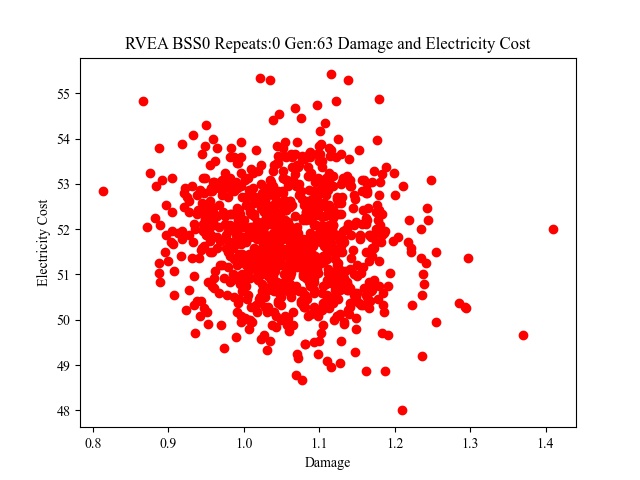 RVEA BSS0 Repeats:0 Gen:63 Damage and Electricity Cost
55
54
53
52
51
50
49
48
Electricity Cost
0.8 0.9 1.0 1.1 1.2 1.3 1.4
Damage